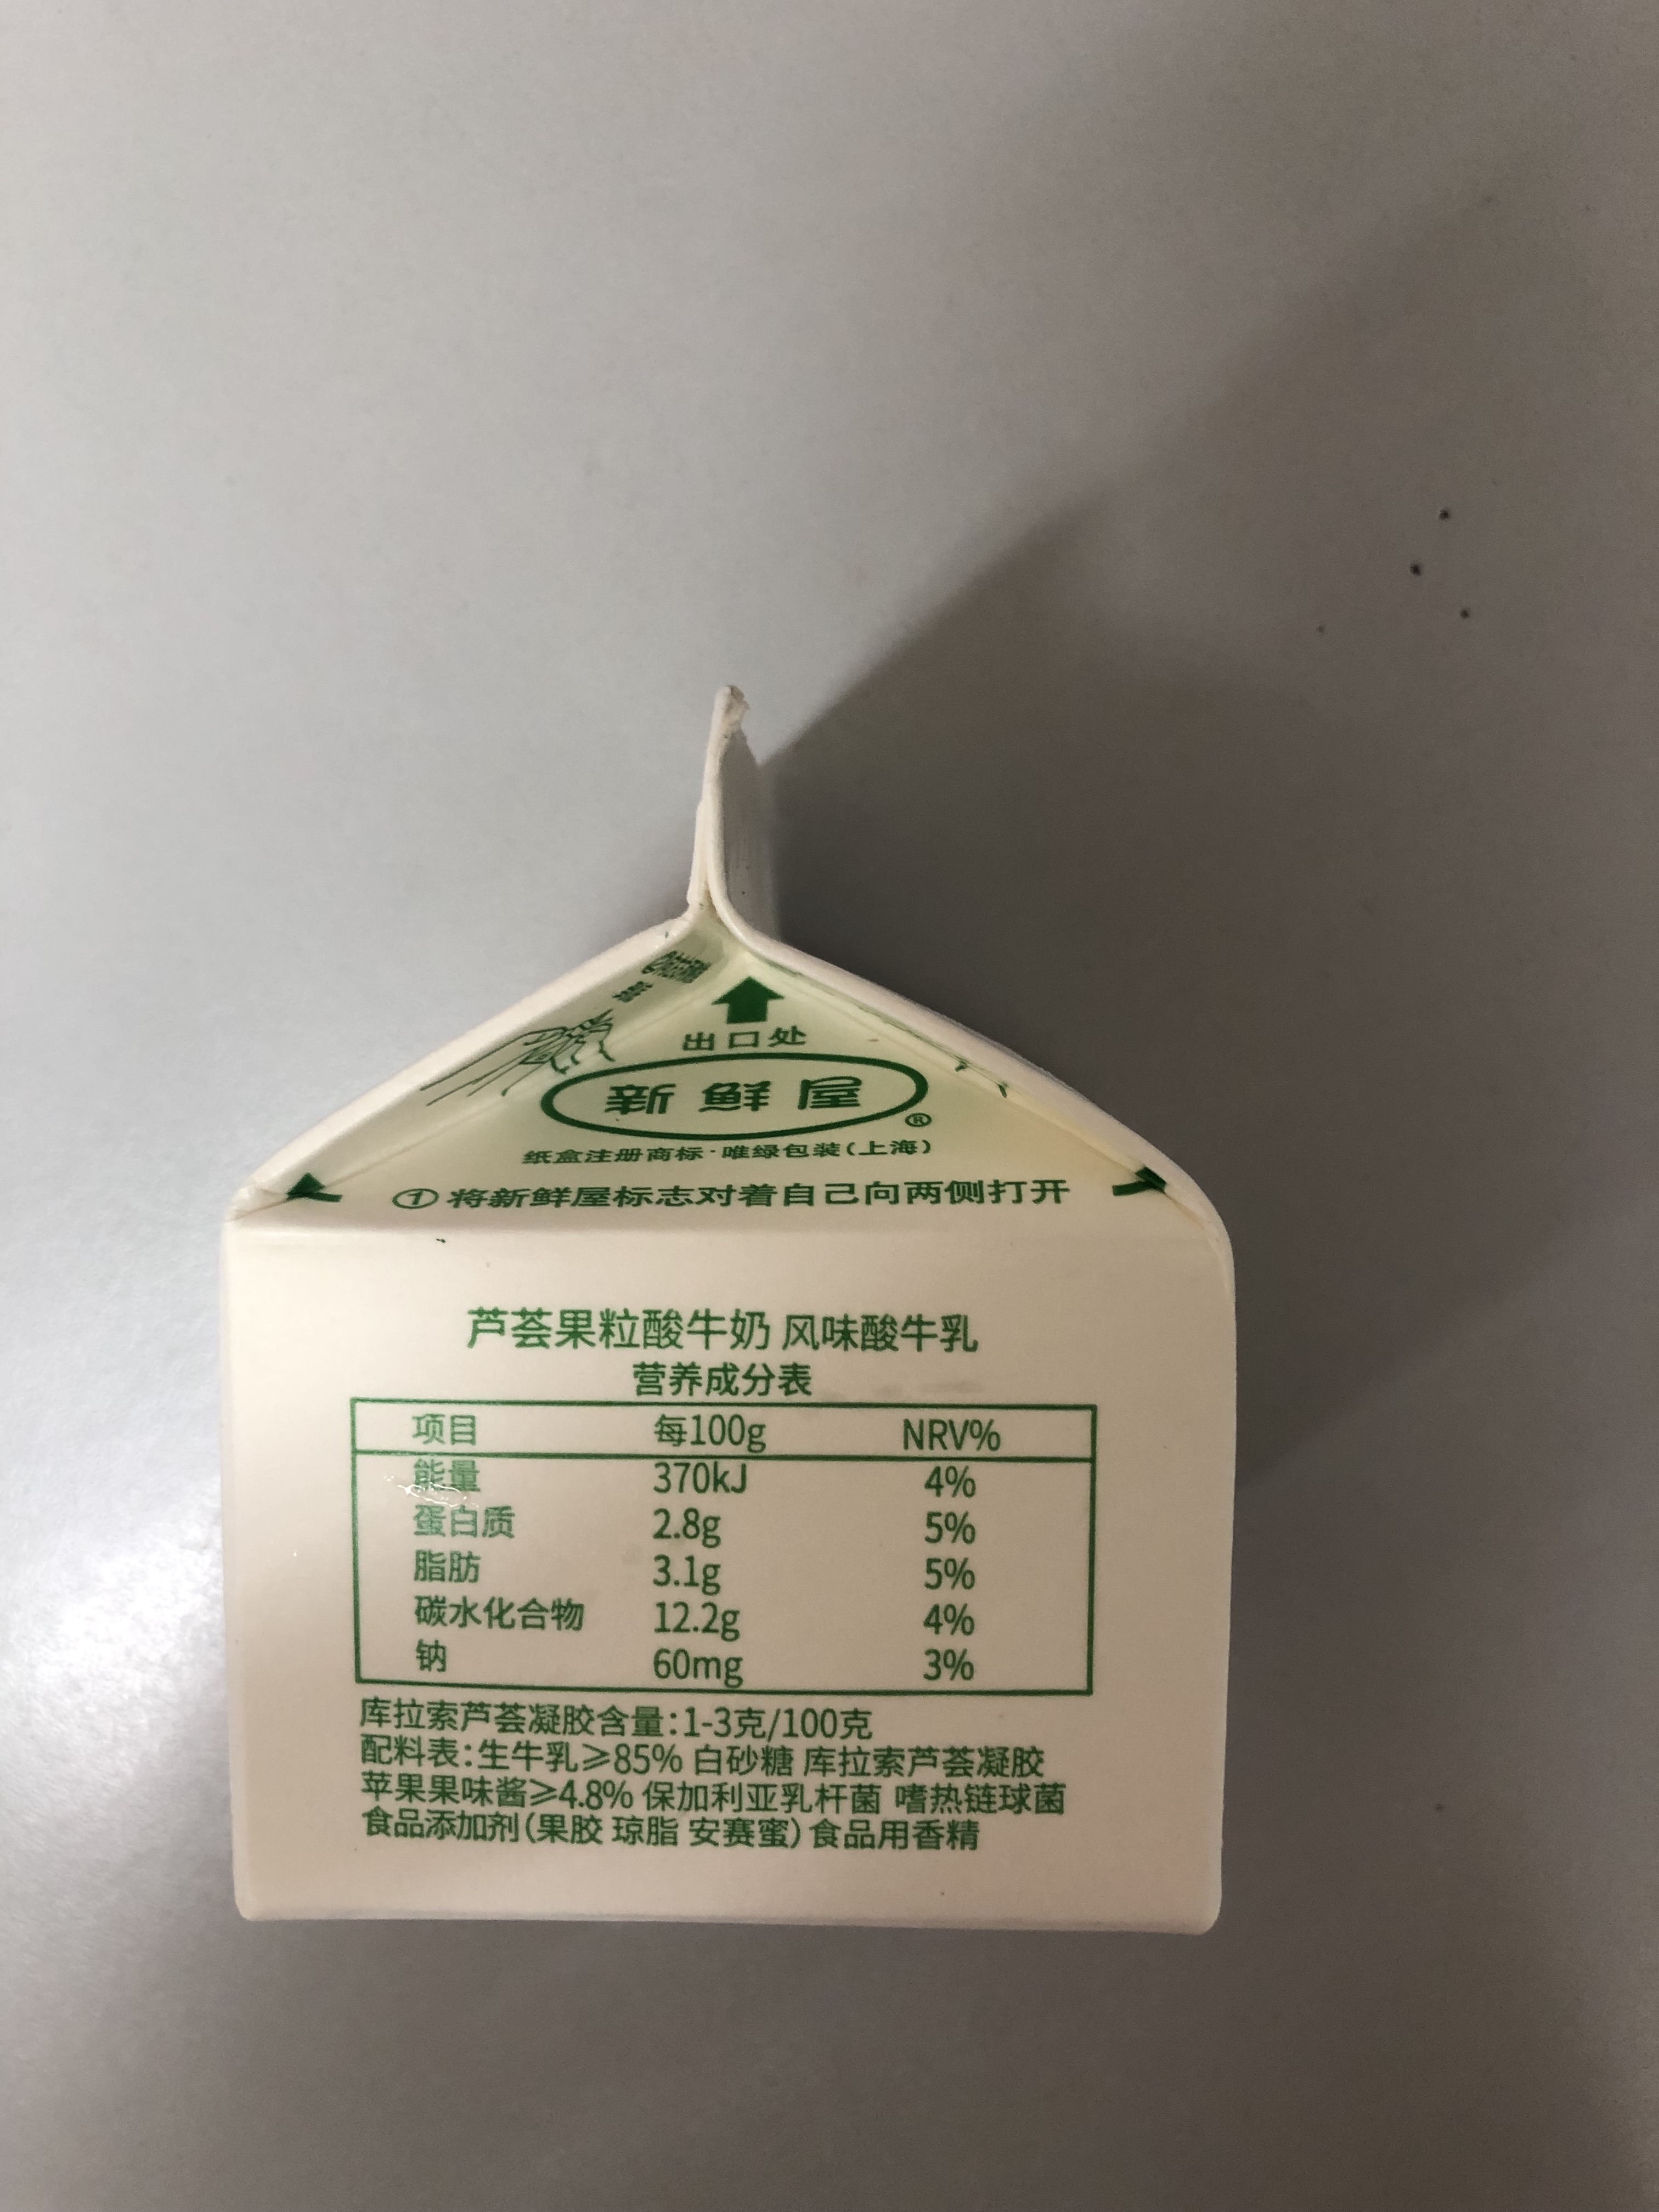 出口处
新鲜屋
®
纸盒注册商标·唯绿包装(上海)
①将新鲜屋标志对着自己向两侧打开
芦荟果粒酸牛奶 风味酸牛乳
营养成分表
项目 每100g NRV%
能量 370kJ 4%
蛋白质 2.8g 5%
脂肪 3.1g 5%
碳水化合物 12.2g 4%
钠 60mg 3%
库拉索芦荟凝胶含量:1-3克/100克
配料表:生牛乳≥85% 白砂糖 库拉索芦荟凝胶
苹果果味酱≥4.8% 保加利亚乳杆菌 嗜热链球菌
食品添加剂(果胶 琼脂 安赛蜜)食品用香精